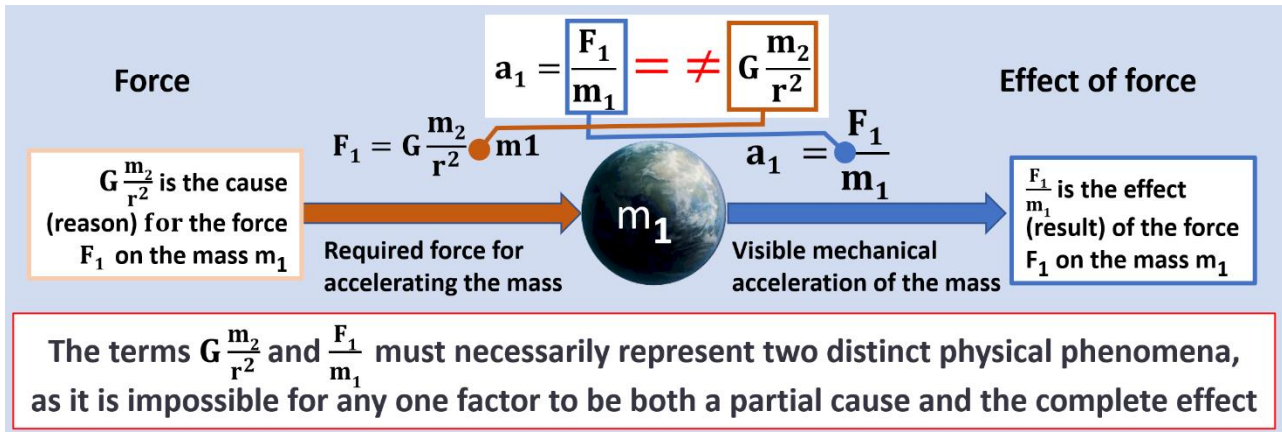 a₁ = F₁/m₁ = ≠ G m₂/r²
Force
Effect of force
F₁ = G m₂/r² ● m1
a₁ = F₁/m₁
G m₂/r² is the cause
(reason) for the force
F₁ on the mass m₁
m₁
F₁/m₁ is the effect
(result) of the force
F₁ on the mass m₁
Required force for
accelerating the mass
Visible mechanical
acceleration of the mass
The terms G m₂/r² and F₁/m₁ must necessarily represent two distinct physical phenomena,
as it is impossible for any one factor to be both a partial cause and the complete effect